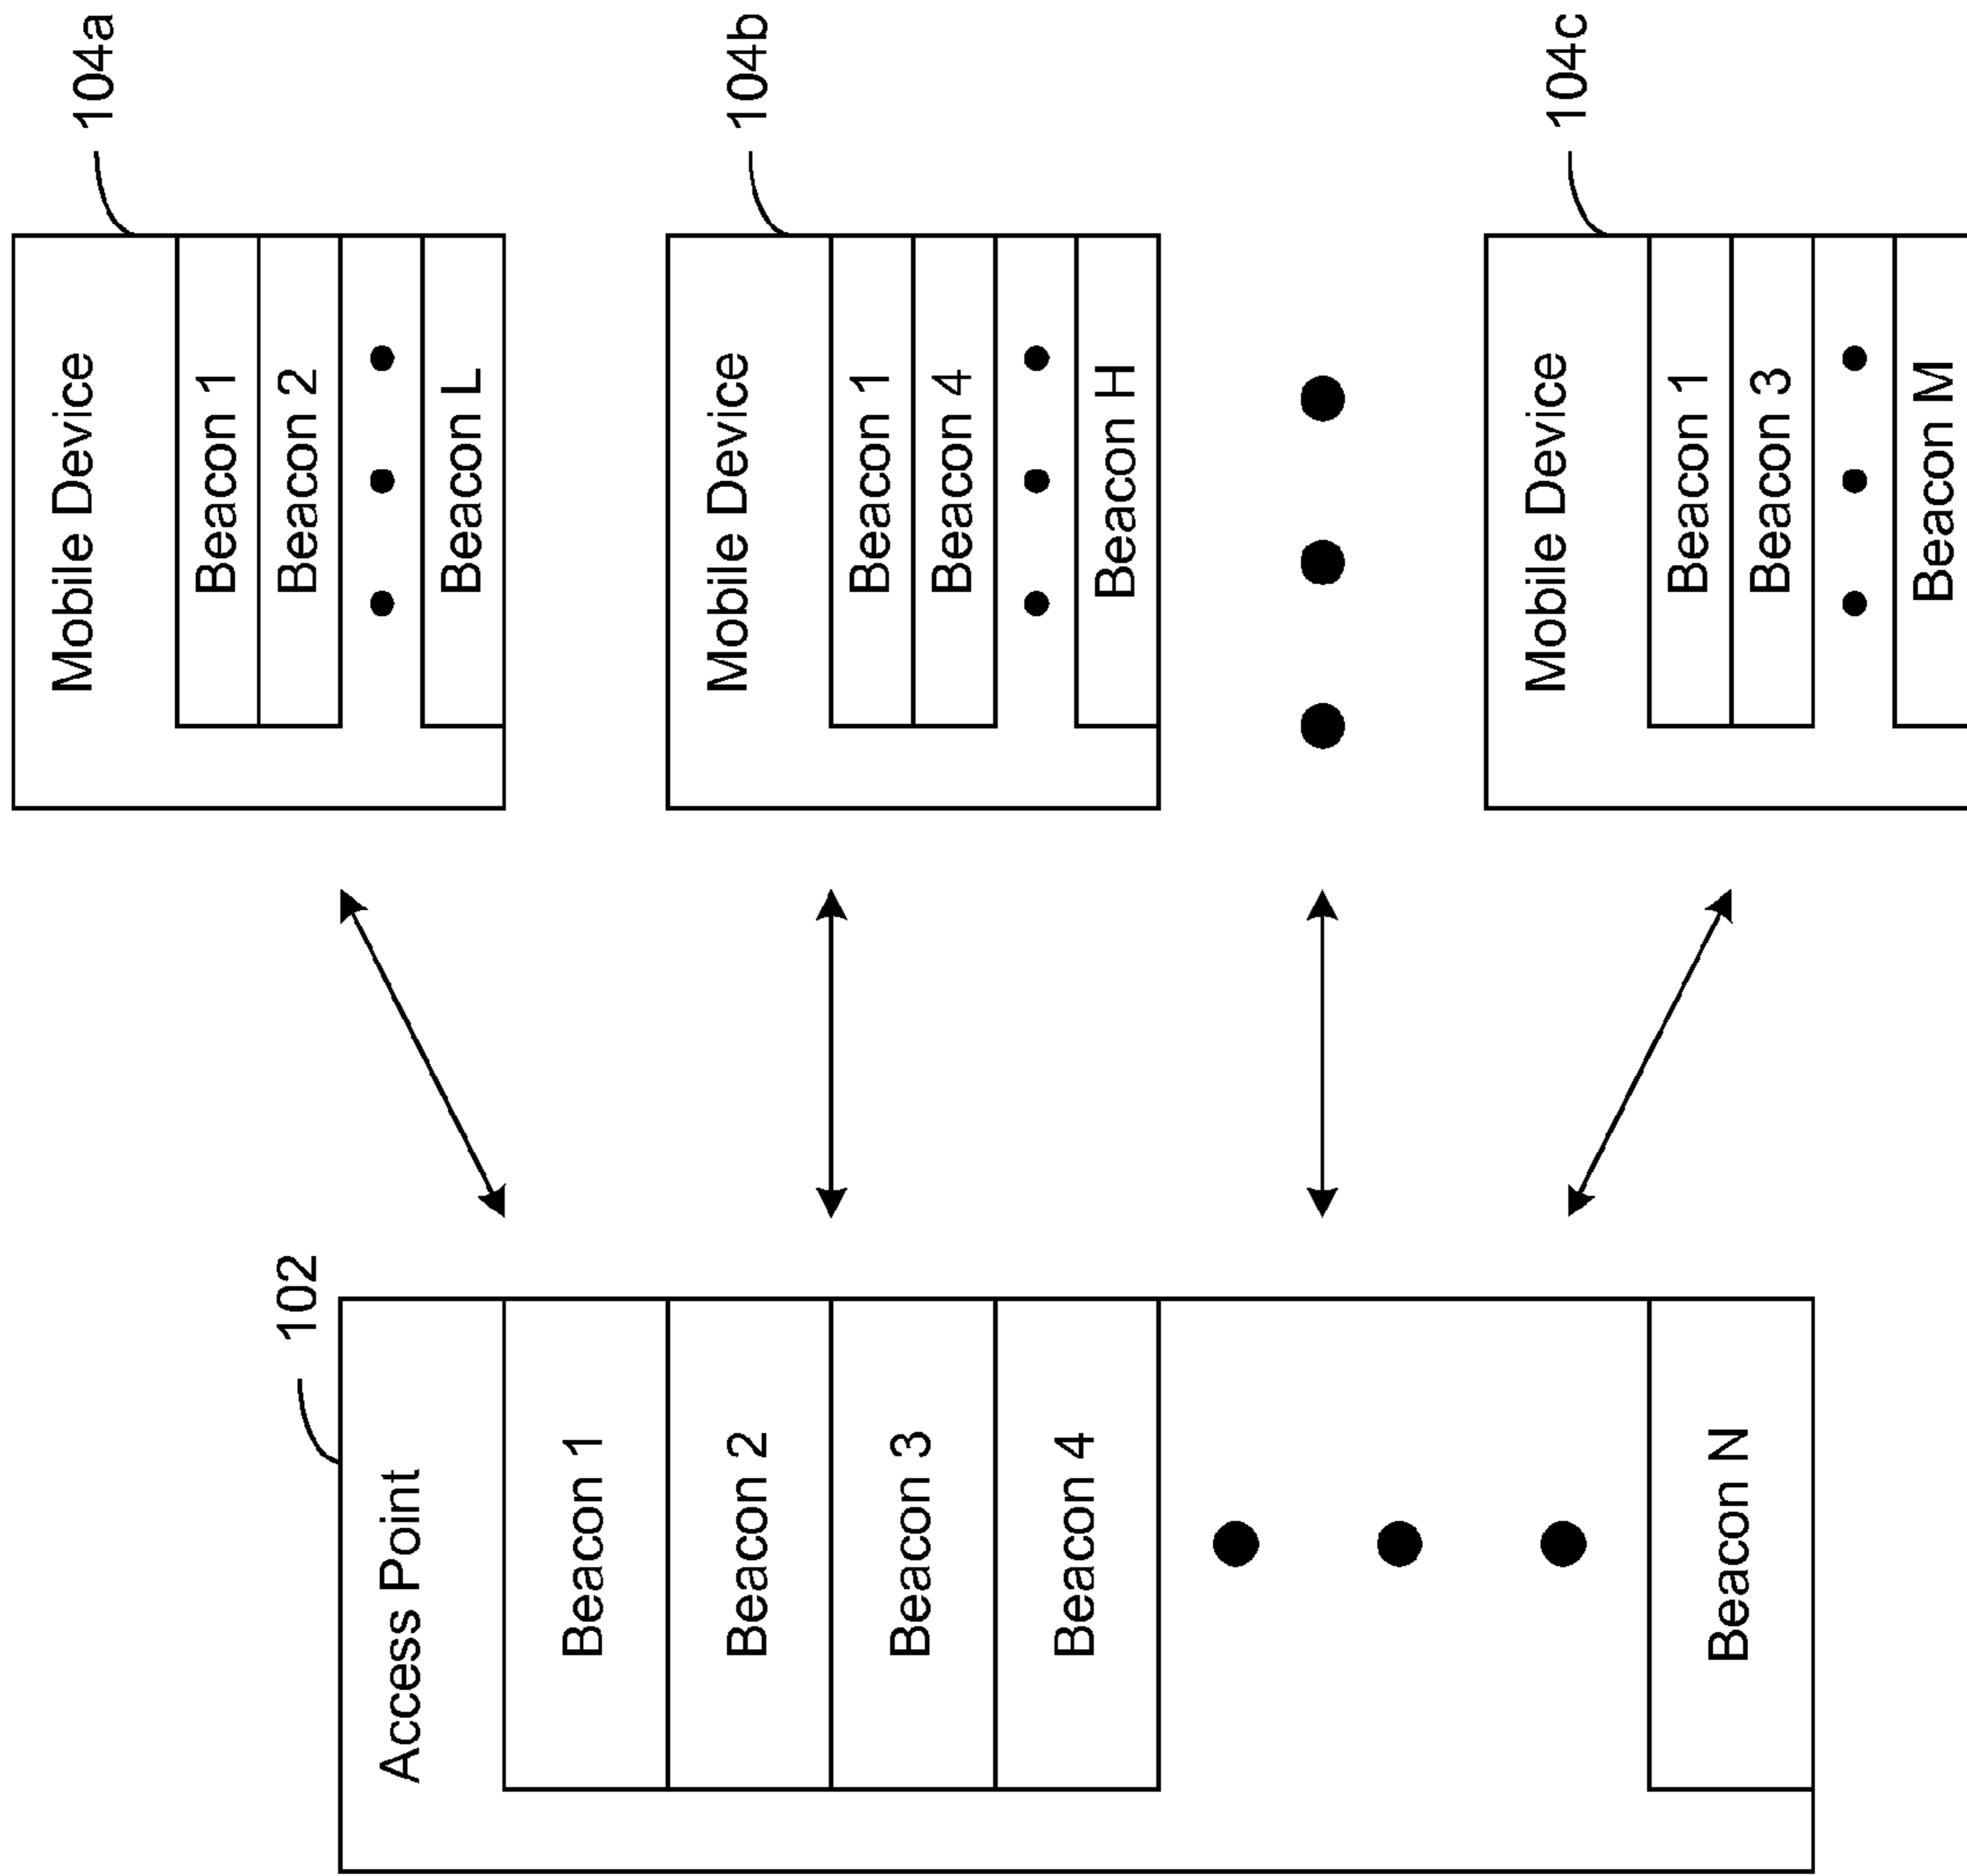 102
Access Point
Beacon 1
Beacon 2
Beacon 3
Beacon 4
Beacon N
104a
Mobile Device
Beacon 1
Beacon 2
Beacon L
104b
Mobile Device
Beacon 1
Beacon 4
Beacon H
104c
Mobile Device
Beacon 1
Beacon 3
Beacon M